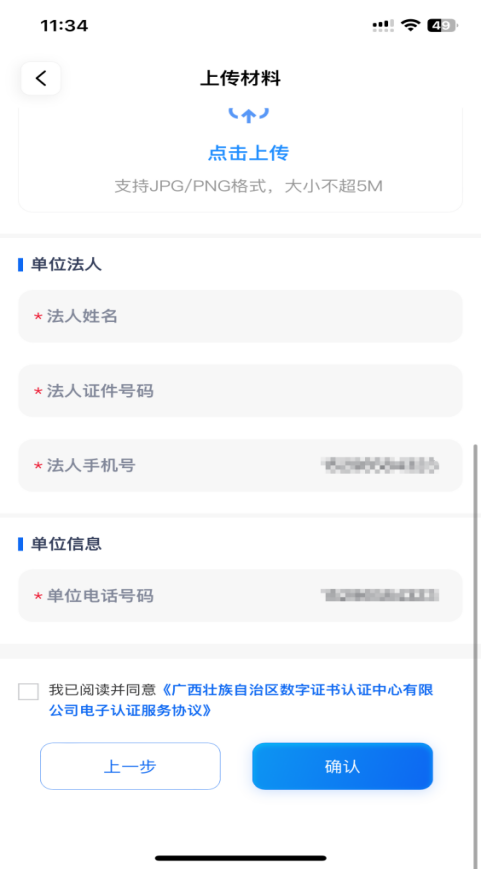 11:34
49
上传材料
点击上传
支持JPG/PNG格式，大小不超5M
单位法人
*法人姓名
*法人证件号码
*法人手机号
单位信息
*单位电话号码
我已阅读并同意《广西壮族自治区数字证书认证中心有限
公司电子认证服务协议》
上一步
确认